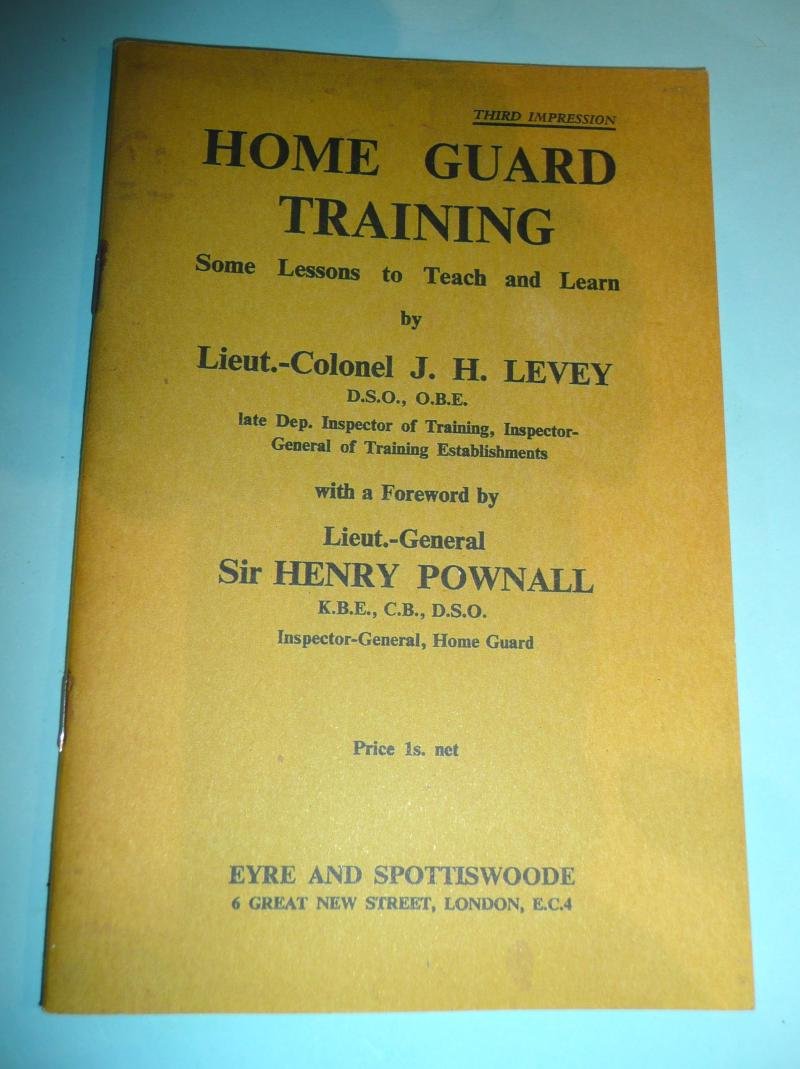 THIRD IMPRESSION
HOME GUARD
TRAINING
Some Lessons to Teach and Learn
by
Lieut.-Colonel J. H. LEVEY
D.S.O., O.B.E.
late Dep. Inspector of Training, Inspector-
General of Training Establishments
with a Foreword by
Lieut.-General
Sir HENRY POWNALL
K.B.E., C.B., D.S.O.
Inspector-General, Home Guard
Price 1s. net
EYRE AND SPOTTISWOODE
6 GREAT NEW STREET, LONDON, E.C.4